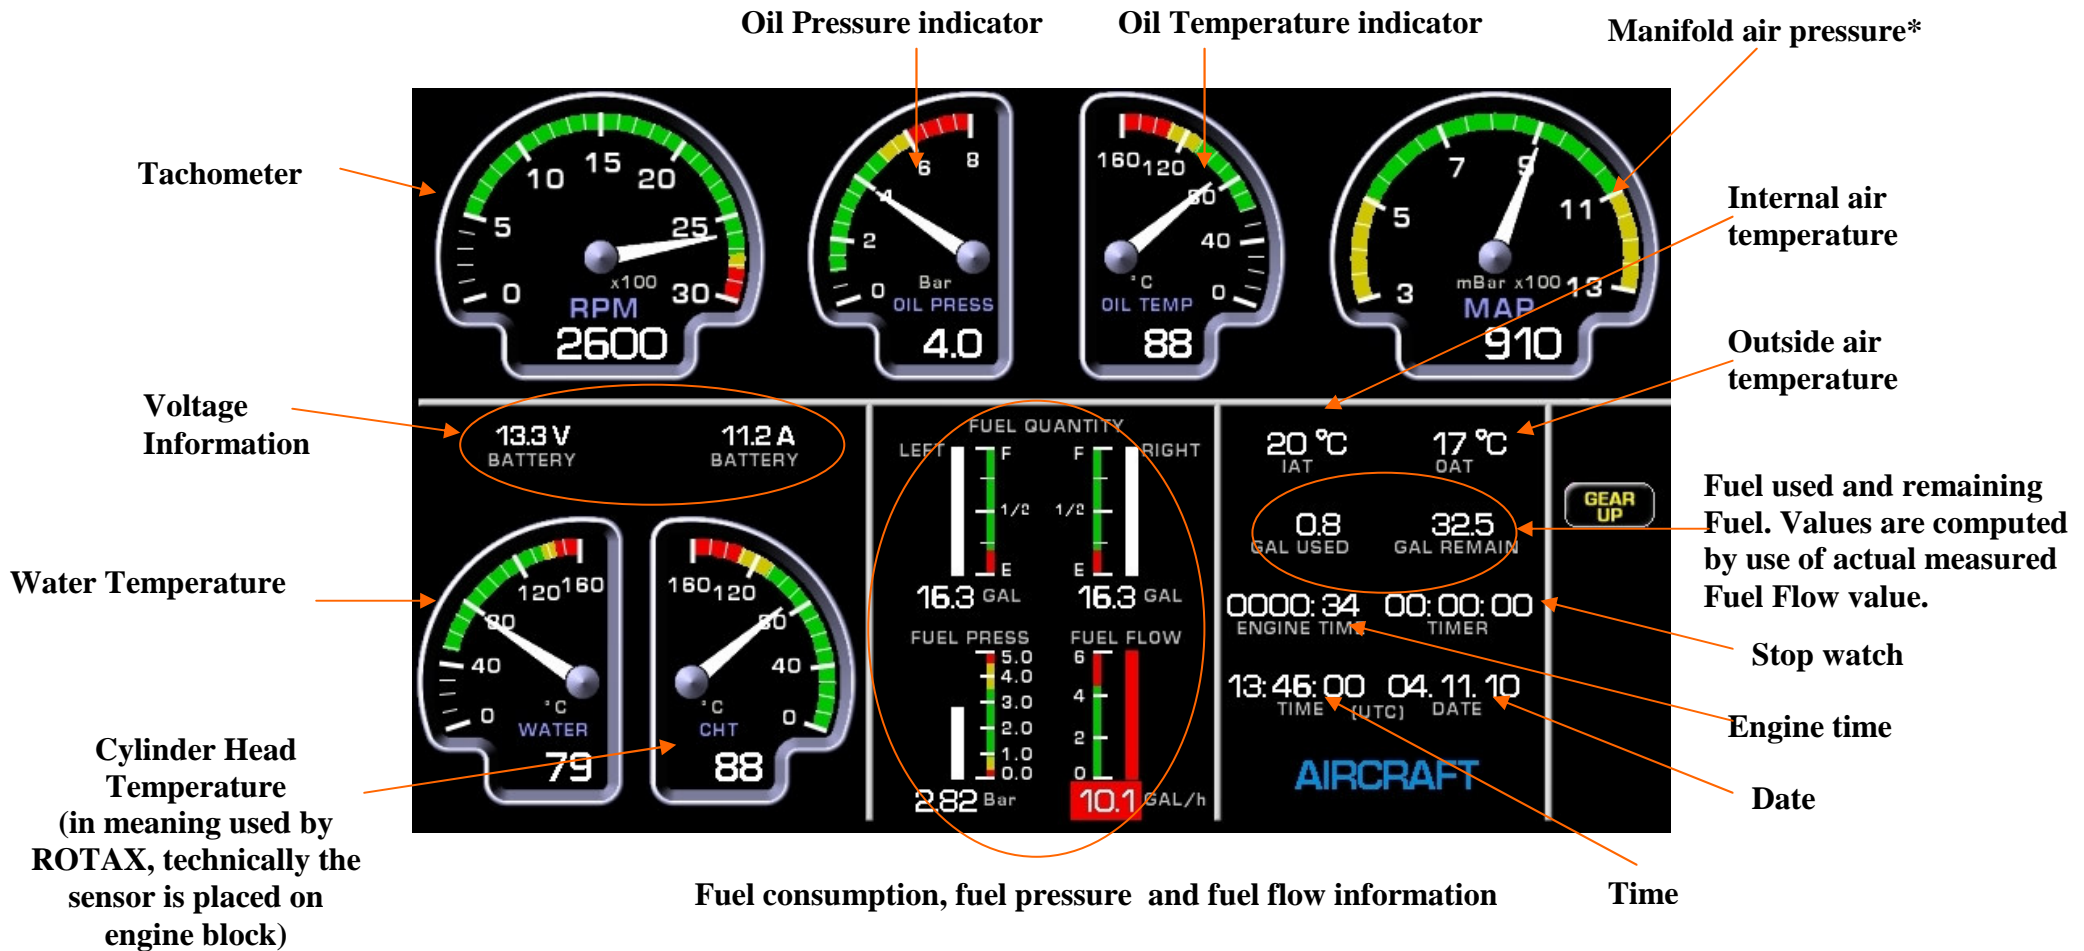 Oil Pressure indicator
Oil Temperature indicator
Manifold air pressure*
Tachometer
Internal air
temperature
Outside air
temperature
Voltage
Information
Fuel used and remaining
Fuel. Values are computed
by use of actual measured
Fuel Flow value.
Water Temperature
Stop watch
Engine time
Cylinder Head
Temperature
(in meaning used by
ROTAX, technically the
sensor is placed on
engine block)
Date
Fuel consumption, fuel pressure and fuel flow information
Time
0 5 10 15 20 25 30
x100
RPM
2600
0 2 4 6 8
Bar
OIL PRESS
4.0
160 120 80 40 0
°C
OIL TEMP
88
3 5 7 9 11 13
mBar x100
MAP
910
13.3 V
BATTERY
11.2 A
BATTERY
0 40 80 120 160
°C
WATER
79
160 120 80 40 0
°C
CHT
88
FUEL QUANTITY
LEFT
RIGHT
F F
1/2 1/2
E E
16.3 GAL
16.3 GAL
FUEL PRESS
5.0
4.0
3.0
2.0
1.0
0.0
2.82 Bar
FUEL FLOW
6
4
2
0
10.1 GAL/h
20 °C
IAT
17 °C
OAT
0.8
GAL USED
32.5
GAL REMAIN
0000:34
ENGINE TIME
00:00:00
TIMER
13:46:00 04.11.10
TIME (UTC) DATE
AIRCRAFT
GEAR
UP